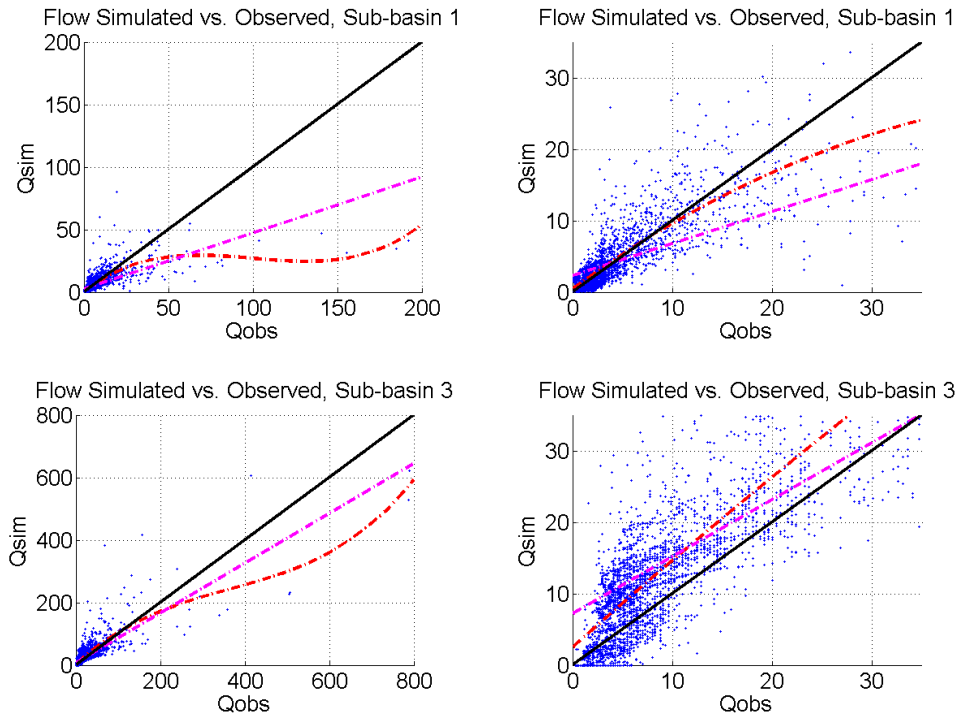 Flow Simulated vs. Observed, Sub-basin 1
200
150
100
50
0
Qsim
0 50 100 150 200
Qobs
Flow Simulated vs. Observed, Sub-basin 1
30
20
10
0
Qsim
0 10 20 30
Qobs
Flow Simulated vs. Observed, Sub-basin 3
800
600
400
200
0
Qsim
0 200 400 600 800
Qobs
Flow Simulated vs. Observed, Sub-basin 3
30
20
10
0
Qsim
0 10 20 30
Qobs